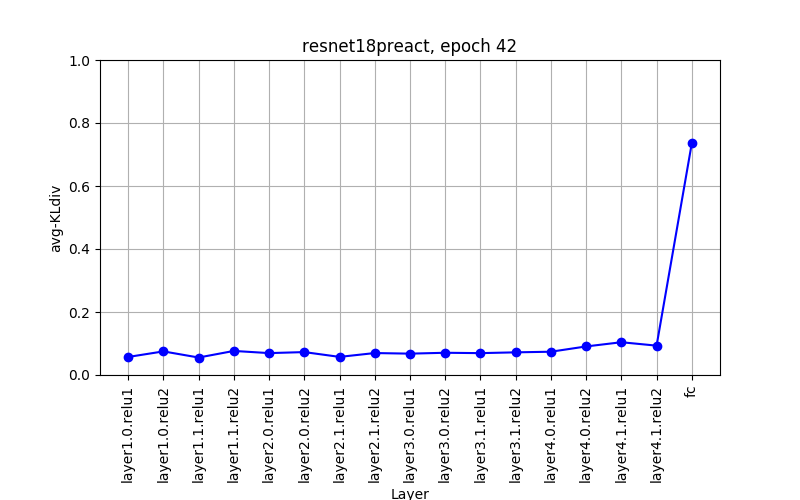 resnet18preact, epoch 42
avg-KLdiv
1.0
0.8
0.6
0.4
0.2
0.0
layer1.0.relu1
layer1.0.relu2
layer1.1.relu1
layer1.1.relu2
layer2.0.relu1
layer2.0.relu2
layer2.1.relu1
layer2.1.relu2
layer3.0.relu1
layer3.0.relu2
layer3.1.relu1
layer3.1.relu2
layer4.0.relu1
layer4.0.relu2
layer4.1.relu1
layer4.1.relu2
fc
Layer